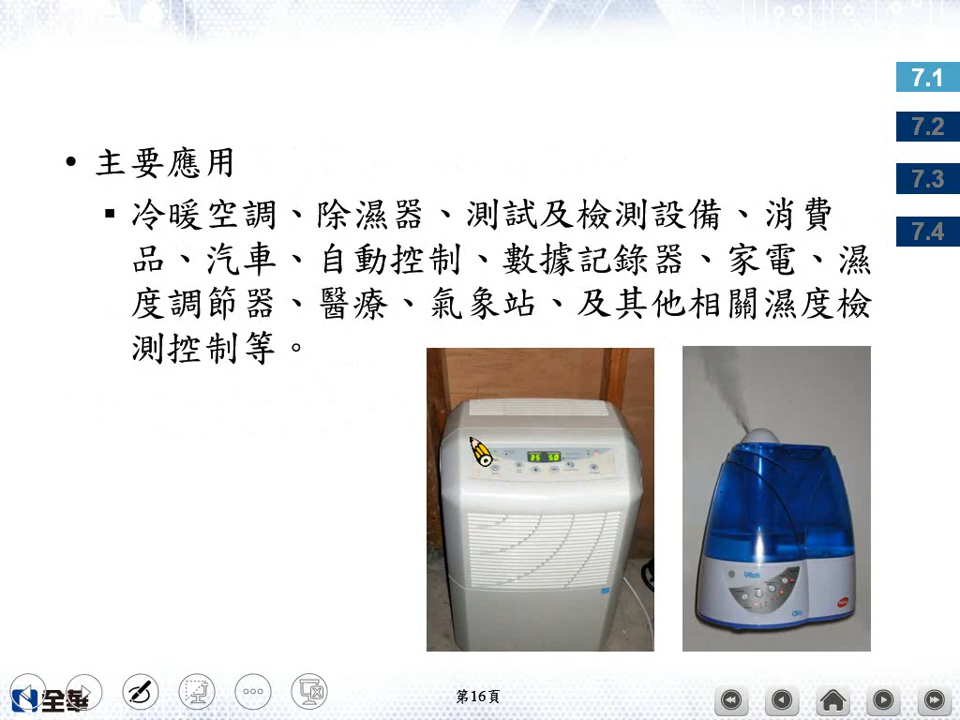 7.1
7.2
7.3
7.4
• 主要應用
▪ 冷暖空調、除濕器、測試及檢測設備、消費
品、汽車、自動控制、數據記錄器、家電、濕
度調節器、醫療、氣象站、及其他相關濕度檢
測控制等。
35 50
全華
第16頁